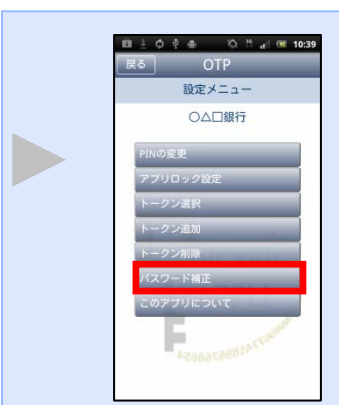 10:39
戻る OTP
設定メニュー
○△□銀行
PINの変更
アプリロック設定
トークン選択
トークン追加
トークン削除
パスワード補正
このアプリについて
F